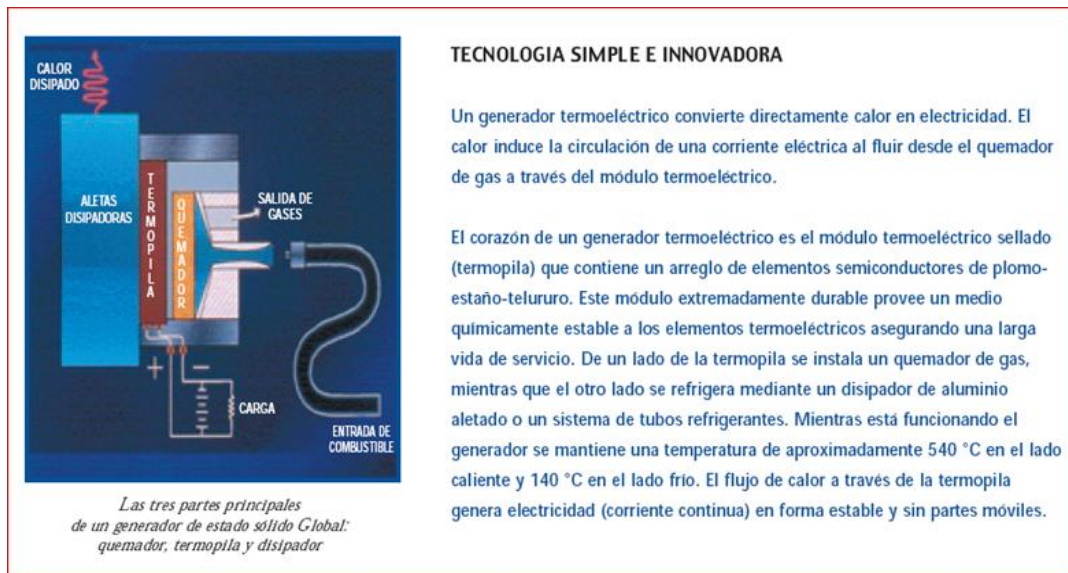 CALOR
DISIPADO
ALETAS
DISIPADORAS
TERMOPILA
QUEMADOR
SALIDA DE
GASES
+ −
CARGA
ENTRADA DE
COMBUSTIBLE
Las tres partes principales
de un generador de estado sólido Global:
quemador, termopila y disipador
TECNOLOGIA SIMPLE E INNOVADORA
Un generador termoeléctrico convierte directamente calor en electricidad. El
calor induce la circulación de una corriente eléctrica al fluir desde el quemador
de gas a través del módulo termoeléctrico.
El corazón de un generador termoeléctrico es el módulo termoeléctrico sellado
(termopila) que contiene un arreglo de elementos semiconductores de plomo-
estaño-telururo. Este módulo extremadamente durable provee un medio
químicamente estable a los elementos termoeléctricos asegurando una larga
vida de servicio. De un lado de la termopila se instala un quemador de gas,
mientras que el otro lado se refrigera mediante un disipador de aluminio
aletado o un sistema de tubos refrigerantes. Mientras está funcionando el
generador se mantiene una temperatura de aproximadamente 540 °C en el lado
caliente y 140 °C en el lado frío. El flujo de calor a través de la termopila
genera electricidad (corriente continua) en forma estable y sin partes móviles.